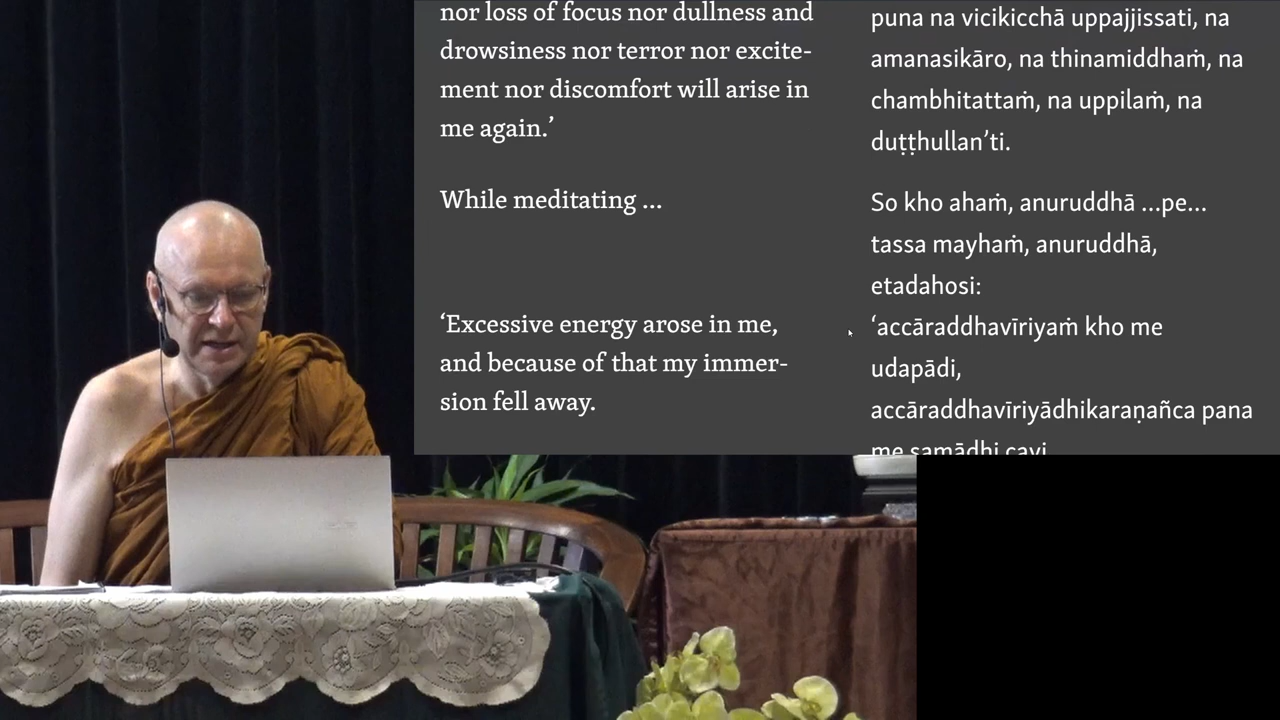 nor loss of focus nor dullness and
drowsiness nor terror nor excite-
ment nor discomfort will arise in
me again.’
While meditating …
‘Excessive energy arose in me,
and because of that my immer-
sion fell away.
puna na vicikicchā uppajjissati, na
amanasikāro, na thinamiddhaṁ, na
chambhitattaṁ, na uppilaṁ, na
duṭṭhullan’ti.
So kho ahaṁ, anuruddhā …pe…
tassa mayhaṁ, anuruddhā,
etadahosi:
‘accāraddhavīriyaṁ kho me
udapādi,
accāraddhavīriyādhikaraṇañca pana
me samādhi cavi